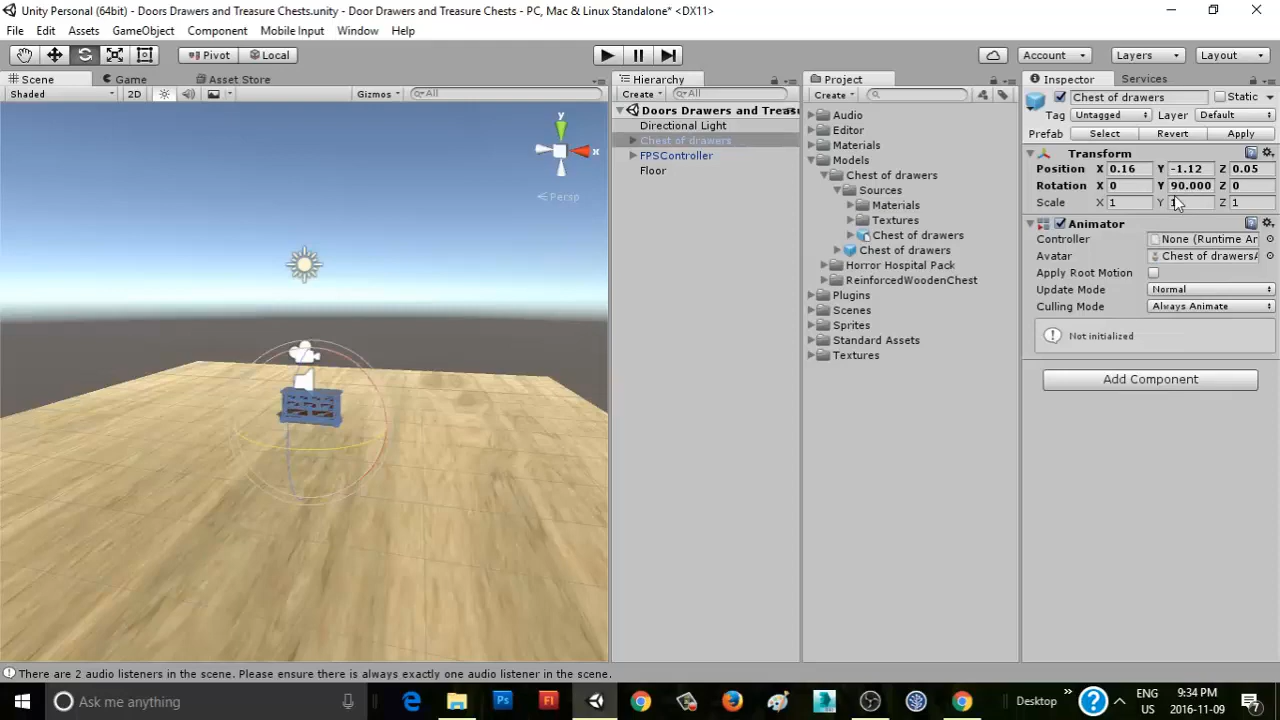 Unity Personal (64bit) - Doors Drawers and Treasure Chests.unity - Door Drawers and Treasure Chests - PC, Mac & Linux Standalone* <DX11>
File Edit Assets GameObject Component Mobile Input Window Help
Pivot Local Account Layers Layout
Scene Game Asset Store Hierarchy Project Inspector Services
Shaded 2D Gizmos All Create All Create Chest of drawers Static
Tag Untagged Layer Default
Prefab Select Revert Apply
Doors Drawers and Treas
Directional Light
Chest of drawers
FPSController
Floor
Audio
Editor
Materials
Models
Chest of drawers
Sources
Materials
Textures
Chest of drawers
Chest of drawers
Horror Hospital Pack
ReinforcedWoodenChest
Plugins
Scenes
Sprites
Standard Assets
Textures
Transform
Position X 0.16 Y -1.12 Z 0.05
Rotation X 0 Y 90.000 Z 0
Scale X 1 Y 1 Z 1
Animator
Controller None (Runtime Ar
Avatar Chest of drawersA
Apply Root Motion
Update Mode Normal
Culling Mode Always Animate
Not initialized
Add Component
y
x
Persp
There are 2 audio listeners in the scene. Please ensure there is always exactly one audio listener in the scene.
Ask me anything Desktop ENG US 9:34 PM 2016-11-09